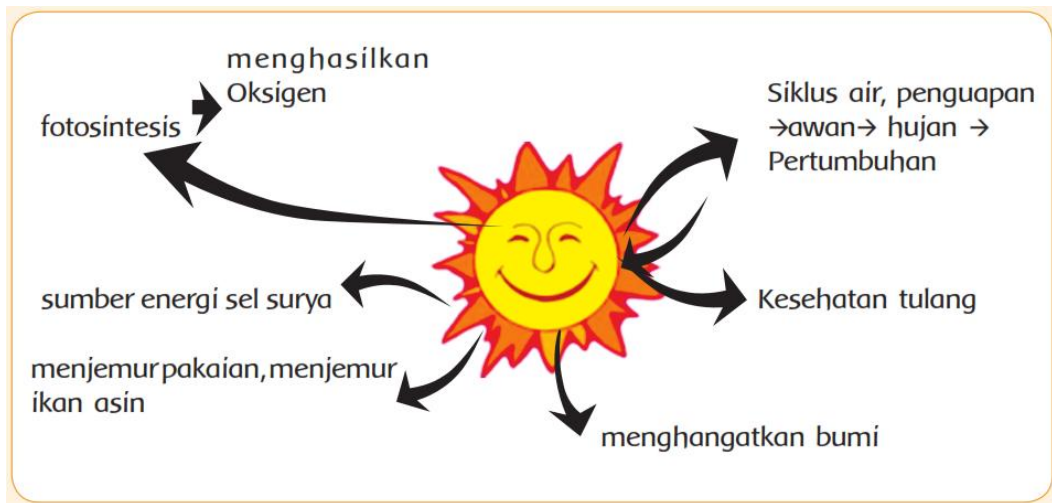 menghasilkan
Oksigen
fotosintesis
Siklus air, penguapan
→awan→ hujan →
Pertumbuhan
sumber energi sel surya
Kesehatan tulang
menjemur pakaian, menjemur
ikan asin
menghangatkan bumi